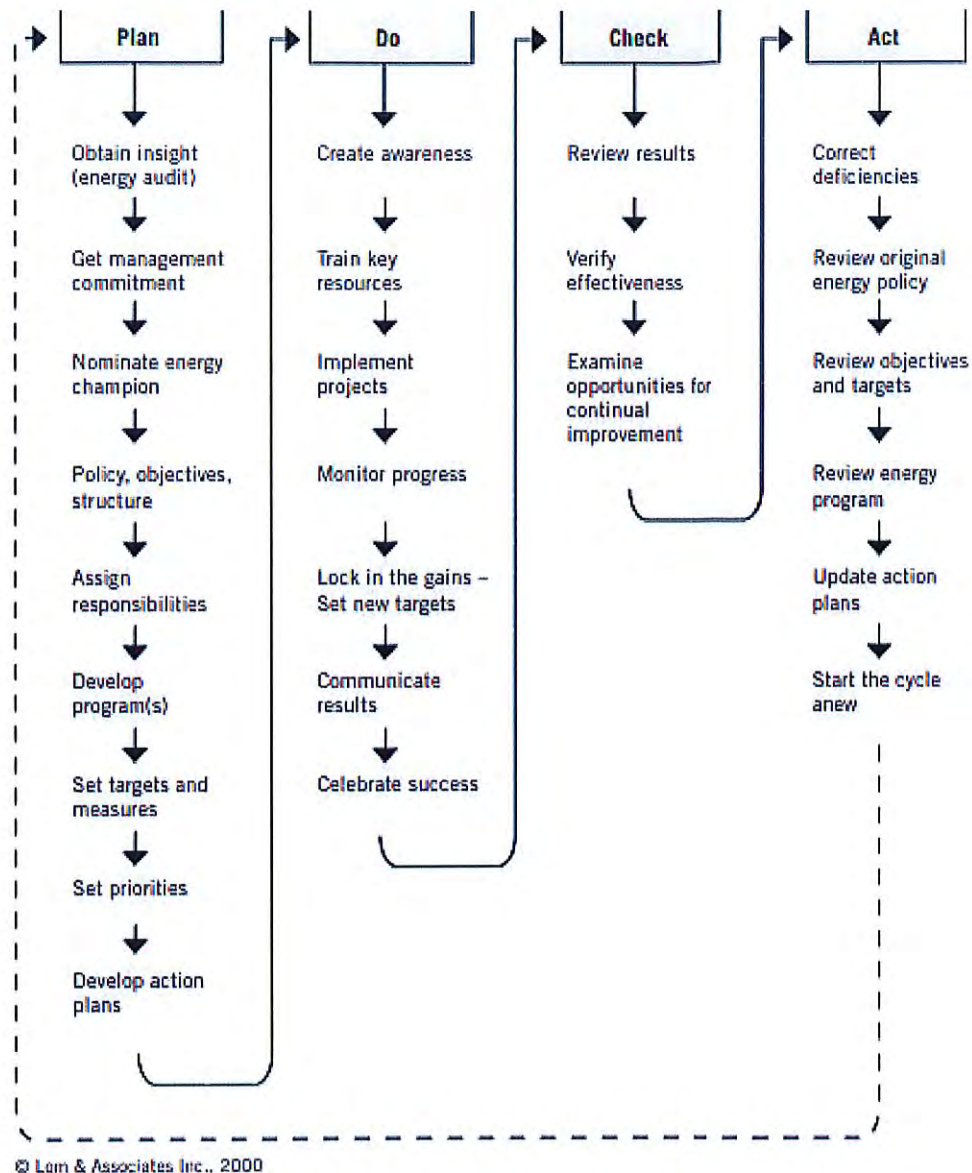 Plan
Obtain insight
(energy audit)
Get management
commitment
Nominate energy
champion
Policy, objectives,
structure
Assign
responsibilities
Develop
program(s)
Set targets and
measures
Set priorities
Develop action
plans
Do
Create awareness
Train key
resources
Implement
projects
Monitor progress
Lock in the gains –
Set new targets
Communicate
results
Celebrate success
Check
Review results
Verify
effectiveness
Examine
opportunities for
continual
improvement
Act
Correct
deficiencies
Review original
energy policy
Review objectives
and targets
Review energy
program
Update action
plans
Start the cycle
anew
© Lom & Associates Inc., 2000